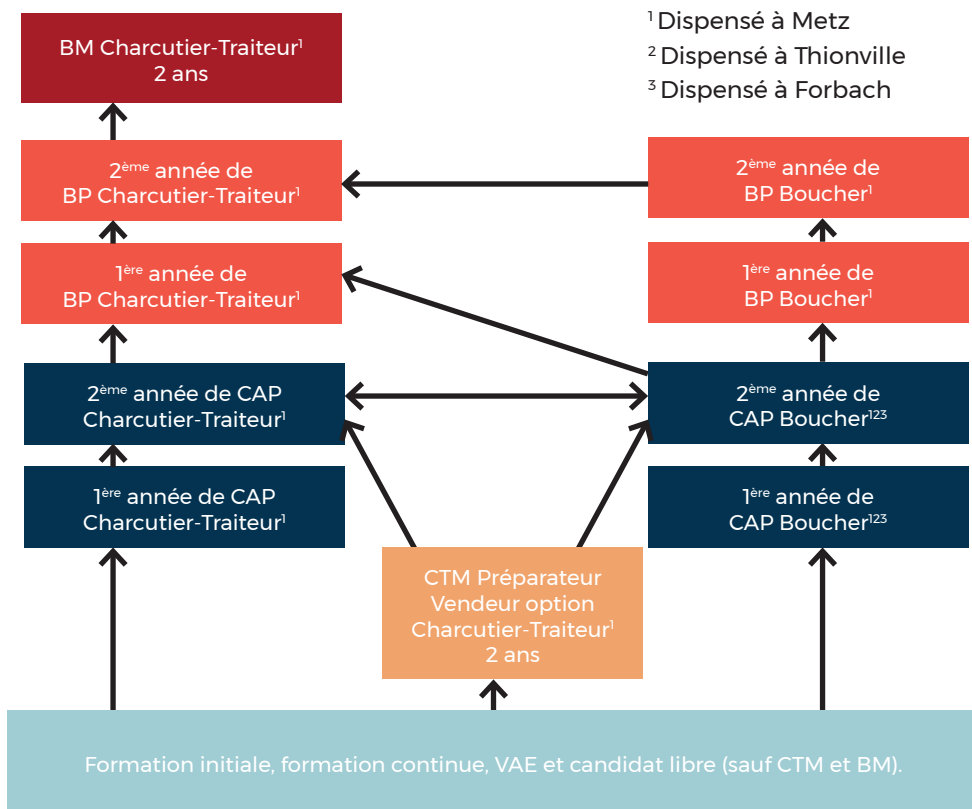 BM Charcutier-Traiteur¹
2 ans
¹ Dispensé à Metz
² Dispensé à Thionville
³ Dispensé à Forbach
2ème année de
BP Charcutier-Traiteur¹
2ème année de
BP Boucher¹
1ère année de
BP Charcutier-Traiteur¹
1ère année de
BP Boucher¹
2ème année de CAP
Charcutier-Traiteur¹
2ème année de
CAP Boucher¹²³
1ère année de CAP
Charcutier-Traiteur¹
1ère année de
CAP Boucher¹²³
CTM Préparateur
Vendeur option
Charcutier-Traiteur¹
2 ans
Formation initiale, formation continue, VAE et candidat libre (sauf CTM et BM).